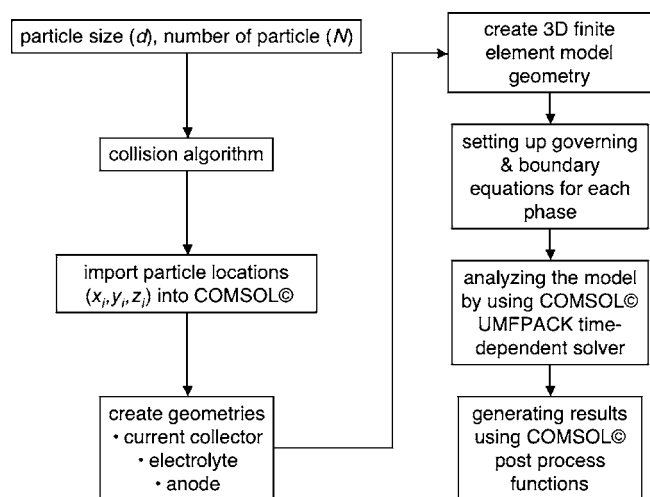 particle size (d), number of particle (N)
collision algorithm
import particle locations
(xᵢ,yᵢ,zᵢ) into COMSOL©
create geometries
• current collector
• electrolyte
• anode
create 3D finite
element model
geometry
setting up governing
& boundary
equations for each
phase
analyzing the model
by using COMSOL©
UMFPACK time-
dependent solver
generating results
using COMSOL©
post process
functions